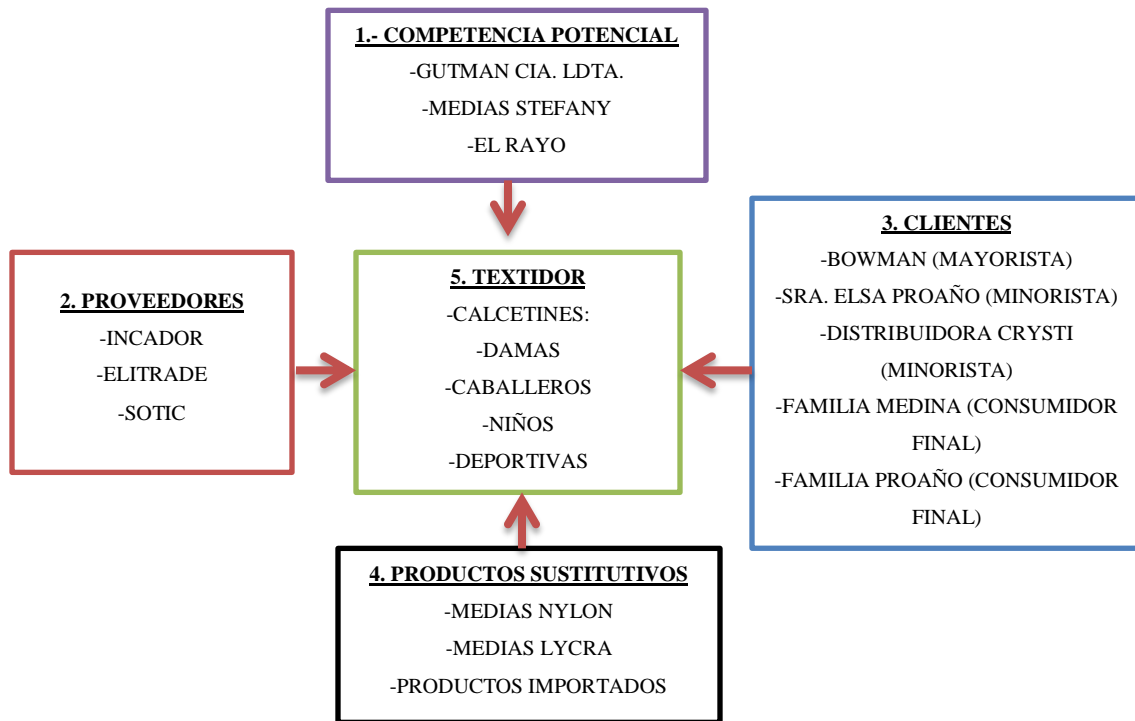 1.- COMPETENCIA POTENCIAL
-GUTMAN CIA. LDTA.
-MEDIAS STEFANY
-EL RAYO
2. PROVEEDORES
-INCADOR
-ELITRADE
-SOTIC
5. TEXTIDOR
-CALCETINES:
-DAMAS
-CABALLEROS
-NIÑOS
-DEPORTIVAS
3. CLIENTES
-BOWMAN (MAYORISTA)
-SRA. ELSA PROAÑO (MINORISTA)
-DISTRIBUIDORA CRYSTI
(MINORISTA)
-FAMILIA MEDINA (CONSUMIDOR
FINAL)
-FAMILIA PROAÑO (CONSUMIDOR
FINAL)
4. PRODUCTOS SUSTITUTIVOS
-MEDIAS NYLON
-MEDIAS LYCRA
-PRODUCTOS IMPORTADOS